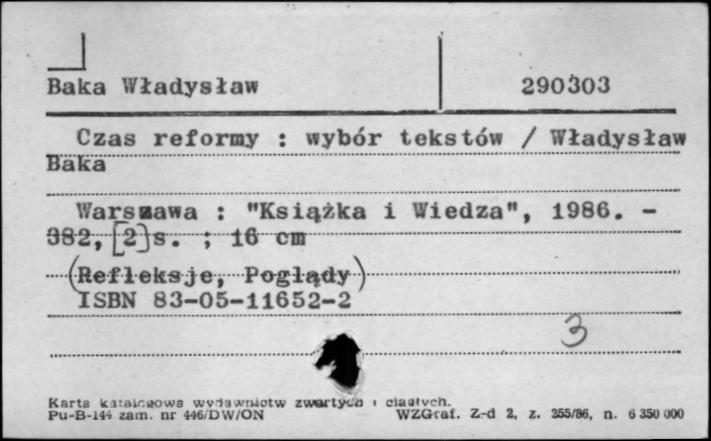 Baka Władysław 290303
Czas reformy : wybór tekstów / Władysław
Baka
Warszawa : "Książka i Wiedza", 1986. -
382, [2] s. ; 16 cm
(Refleksje, Poglądy)
ISBN 83-05-11652-2
3
Karta katalogowa wydawnictw zwartych i ciągłych.
Pu-B-144 zam. nr 446/DW/ON WZGraf. Z-d 2, z. 255/86, n. 6 350 000